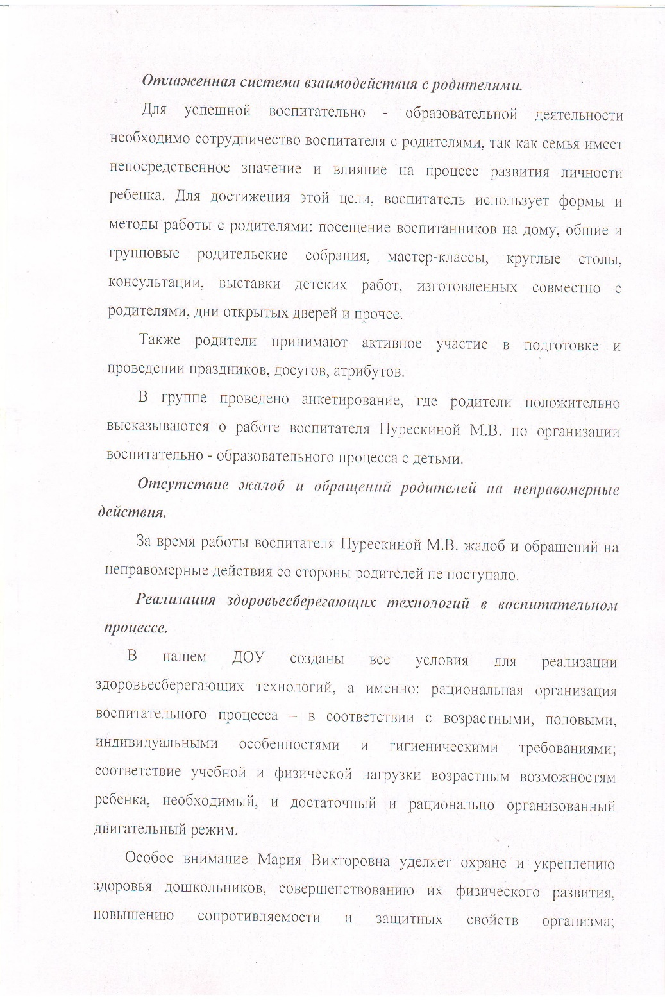 Отлаженная система взаимодействия с родителями.
Для успешной воспитательно - образовательной деятельности
необходимо сотрудничество воспитателя с родителями, так как семья имеет
непосредственное значение и влияние на процесс развития личности
ребенка. Для достижения этой цели, воспитатель использует формы и
методы работы с родителями: посещение воспитанников на дому, общие и
групповые родительские собрания, мастер-классы, круглые столы,
консультации, выставки детских работ, изготовленных совместно с
родителями, дни открытых дверей и прочее.
Также родители принимают активное участие в подготовке и
проведении праздников, досугов, атрибутов.
В группе проведено анкетирование, где родители положительно
высказываются о работе воспитателя Пурескиной М.В. по организации
воспитательно - образовательного процесса с детьми.
Отсутствие жалоб и обращений родителей на неправомерные
действия.
За время работы воспитателя Пурескиной М.В. жалоб и обращений на
неправомерные действия со стороны родителей не поступало.
Реализация здоровьесберегающих технологий в воспитательном
процессе.
В нашем ДОУ созданы все условия для реализации
здоровьесберегающих технологий, а именно: рациональная организация
воспитательного процесса – в соответствии с возрастными, половыми,
индивидуальными особенностями и гигиеническими требованиями;
соответствие учебной и физической нагрузки возрастным возможностям
ребенка, необходимый, и достаточный и рационально организованный
двигательный режим.
Особое внимание Мария Викторовна уделяет охране и укреплению
здоровья дошкольников, совершенствованию их физического развития,
повышению сопротивляемости и защитных свойств организма;